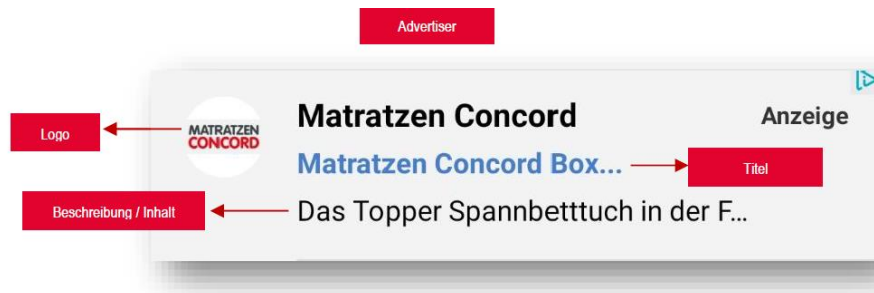 Advertiser
Matratzen Concord
Anzeige
Logo
MATRATZEN
CONCORD
Matratzen Concord Box...
Titel
Beschreibung / Inhalt
Das Topper Spannbetttuch in der F...